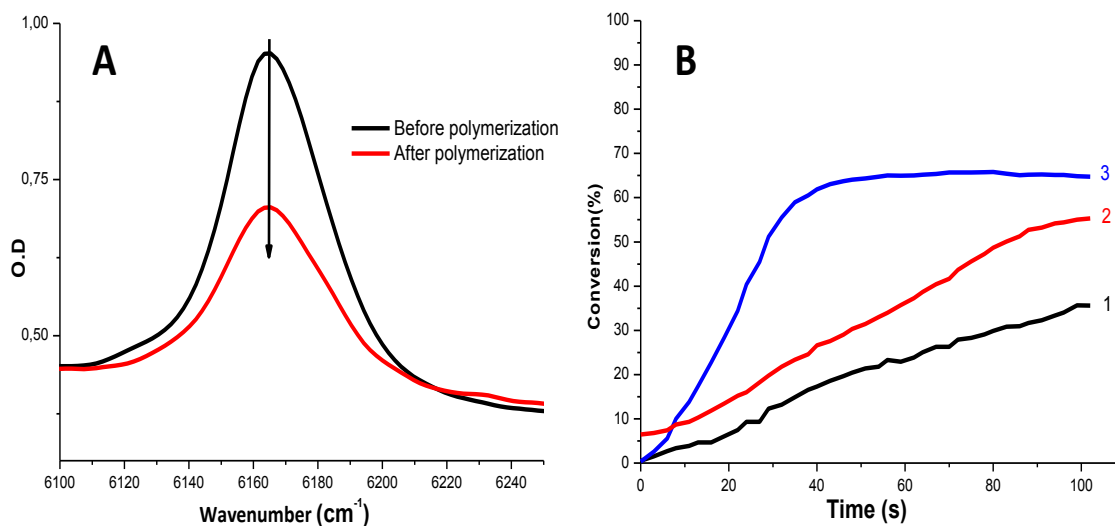 A
1,00
0,75
0,50
O.D
6100 6120 6140 6160 6180 6200 6220 6240
Wavenumber (cm⁻¹)
Before polymerization
After polymerization
B
100
90
80
70
60
50
40
30
20
10
0
Conversion(%)
0 20 40 60 80 100
Time (s)
3
2
1